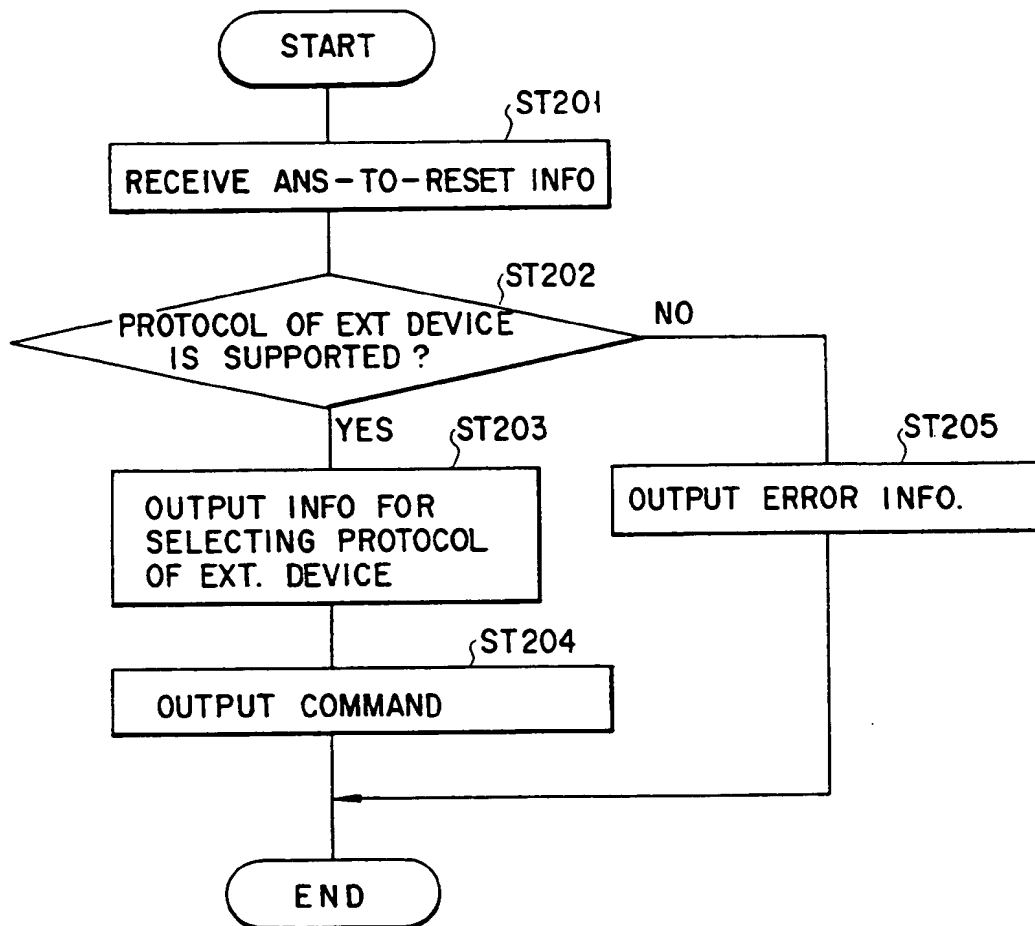 START
ST201
RECEIVE ANS-TO-RESET INFO
ST202
PROTOCOL OF EXT DEVICE
IS SUPPORTED?
NO
YES
ST203
OUTPUT INFO FOR
SELECTING PROTOCOL
OF EXT. DEVICE
ST205
OUTPUT ERROR INFO.
ST204
OUTPUT COMMAND
END